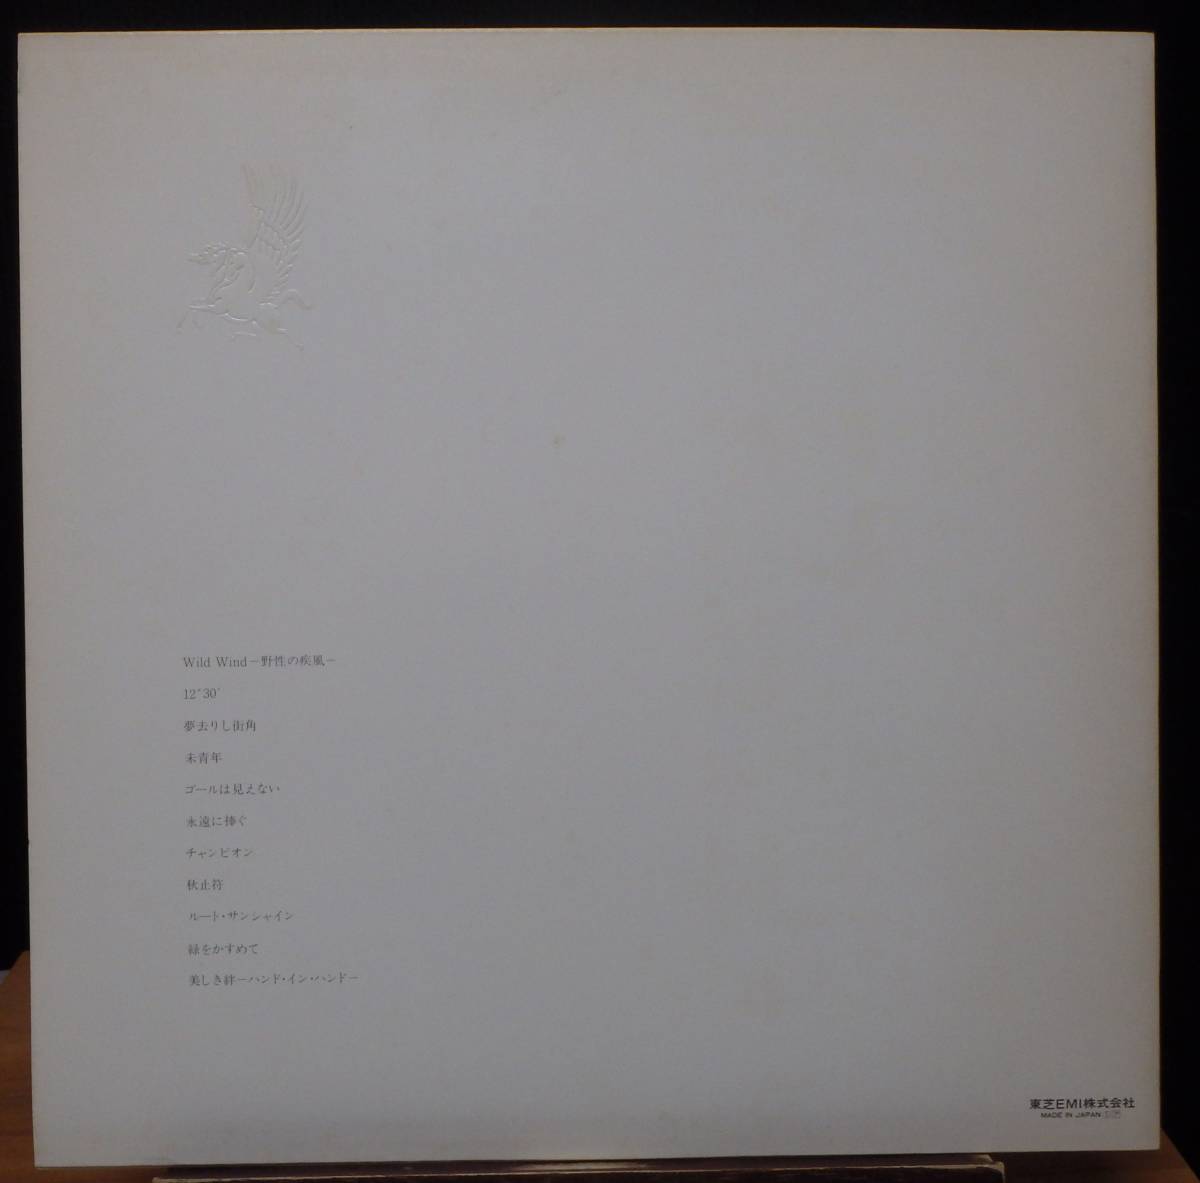 Wild Wind－野性の疾風－
12°30′
夢去りし街角
未青年
ゴールは見えない
永遠に捧ぐ
チャンピオン
秋止符
ルート・サンシャイン
緑をかすめて
美しき絆－ハンド・イン・ハンド－
東芝EMI株式会社
MADE IN JAPAN